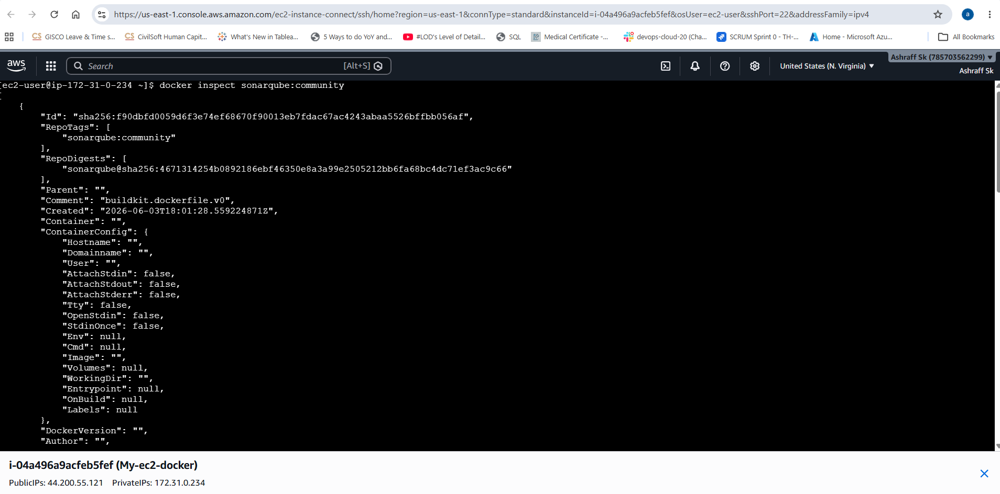 https://us-east-1.console.aws.amazon.com/ec2-instance-connect/ssh/home?region=us-east-1&connType=standard&instanceId=i-04a496a9acfeb5fef&osUser=ec2-user&sshPort=22&addressFamily=ipv4
a
GISCO Leave & Time s...
CivilSoft Human Capit...
What's New in Tablea...
5 Ways to do YoY and...
#LOD's Level of Detail...
SQL
Medical Certificate -...
devops-cloud-20 (Cha...
SCRUM Sprint 0 - TH-...
Home - Microsoft Azu...
All Bookmarks
aws
Search
[Alt+S]
United States (N. Virginia)
Ashraff Sk (785703562299)
Ashraff Sk
[ec2-user@ip-172-31-0-234 ~]$ docker inspect sonarqube:community
[
{
"Id": "sha256:f90dbfd0059d6f3e74ef68670f90013eb7fdac67ac4243abaa5526bffbb056af",
"RepoTags": [
"sonarqube:community"
],
"RepoDigests": [
"sonarqube@sha256:4671314254b0892186ebf46350e8a3a99e2505212bb6fa68bc4dc71ef3ac9c66"
],
"Parent": "",
"Comment": "buildkit.dockerfile.v0",
"Created": "2026-06-03T18:01:28.559224871Z",
"Container": "",
"ContainerConfig": {
"Hostname": "",
"Domainname": "",
"User": "",
"AttachStdin": false,
"AttachStdout": false,
"AttachStderr": false,
"Tty": false,
"OpenStdin": false,
"StdinOnce": false,
"Env": null,
"Cmd": null,
"Image": "",
"Volumes": null,
"WorkingDir": "",
"Entrypoint": null,
"OnBuild": null,
"Labels": null
},
"DockerVersion": "",
"Author": "",
i-04a496a9acfeb5fef (My-ec2-docker)
PublicIPs: 44.200.55.121 PrivateIPs: 172.31.0.234